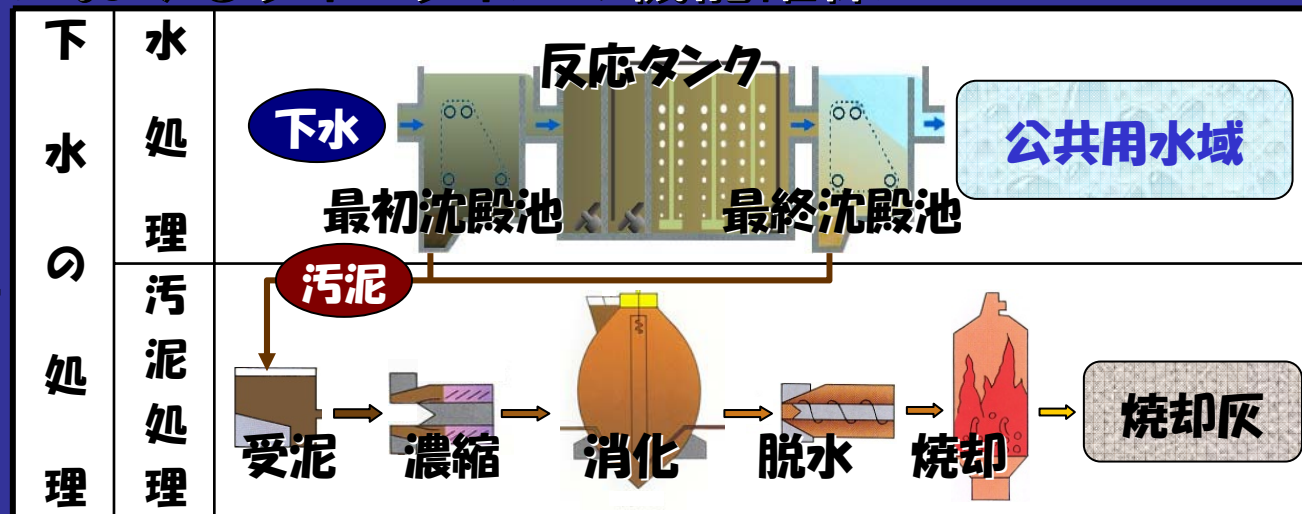 下水の処理
水処理
反応タンク
下水
公共用水域
最初沈殿池
最終沈殿池
汚泥
汚泥処理
受泥
濃縮
消化
脱水
焼却
焼却灰